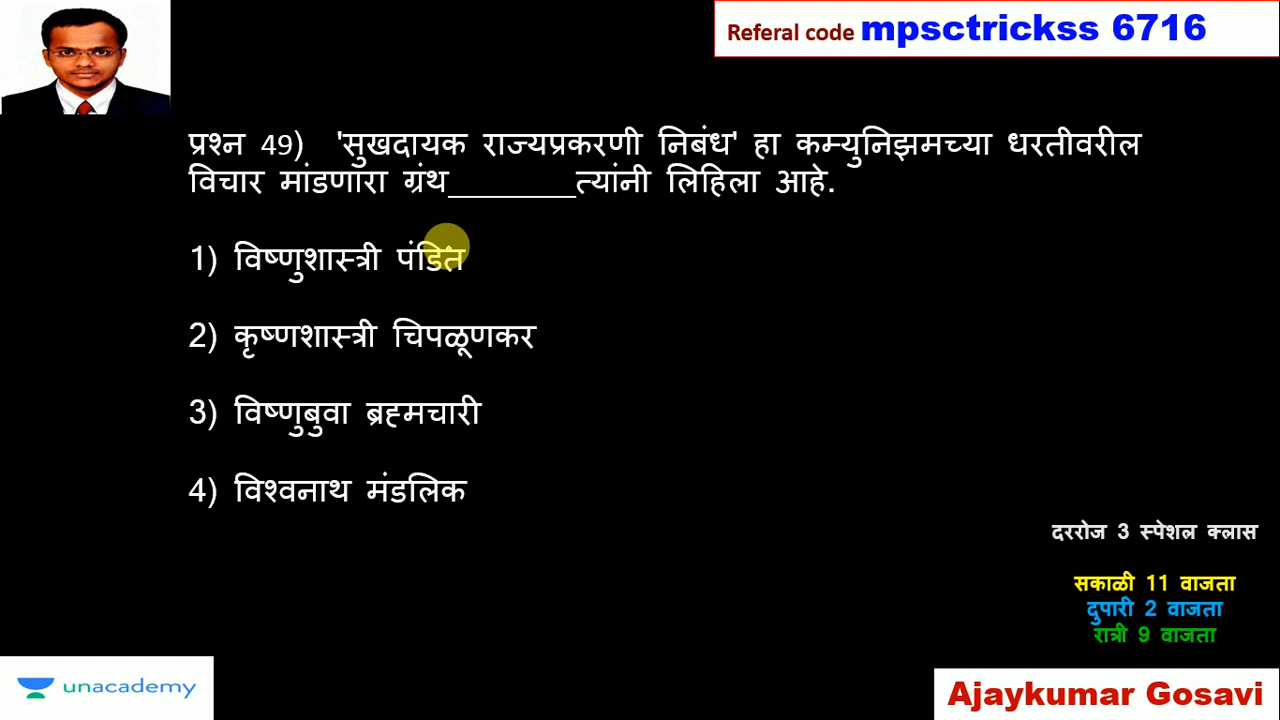 Referal code mpsctrickss 6716
प्रश्न 49) 'सुखदायक राज्यप्रकरणी निबंध' हा कम्युनिझमच्या धरतीवरील
विचार मांडणारा ग्रंथ________त्यांनी लिहिला आहे.
1) विष्णुशास्त्री पंडित
2) कृष्णशास्त्री चिपळूणकर
3) विष्णुबुवा ब्रह्मचारी
4) विश्वनाथ मंडलिक
दररोज 3 स्पेशल क्लास
सकाळी 11 वाजता
दुपारी 2 वाजता
रात्री 9 वाजता
unacademy
Ajaykumar Gosavi